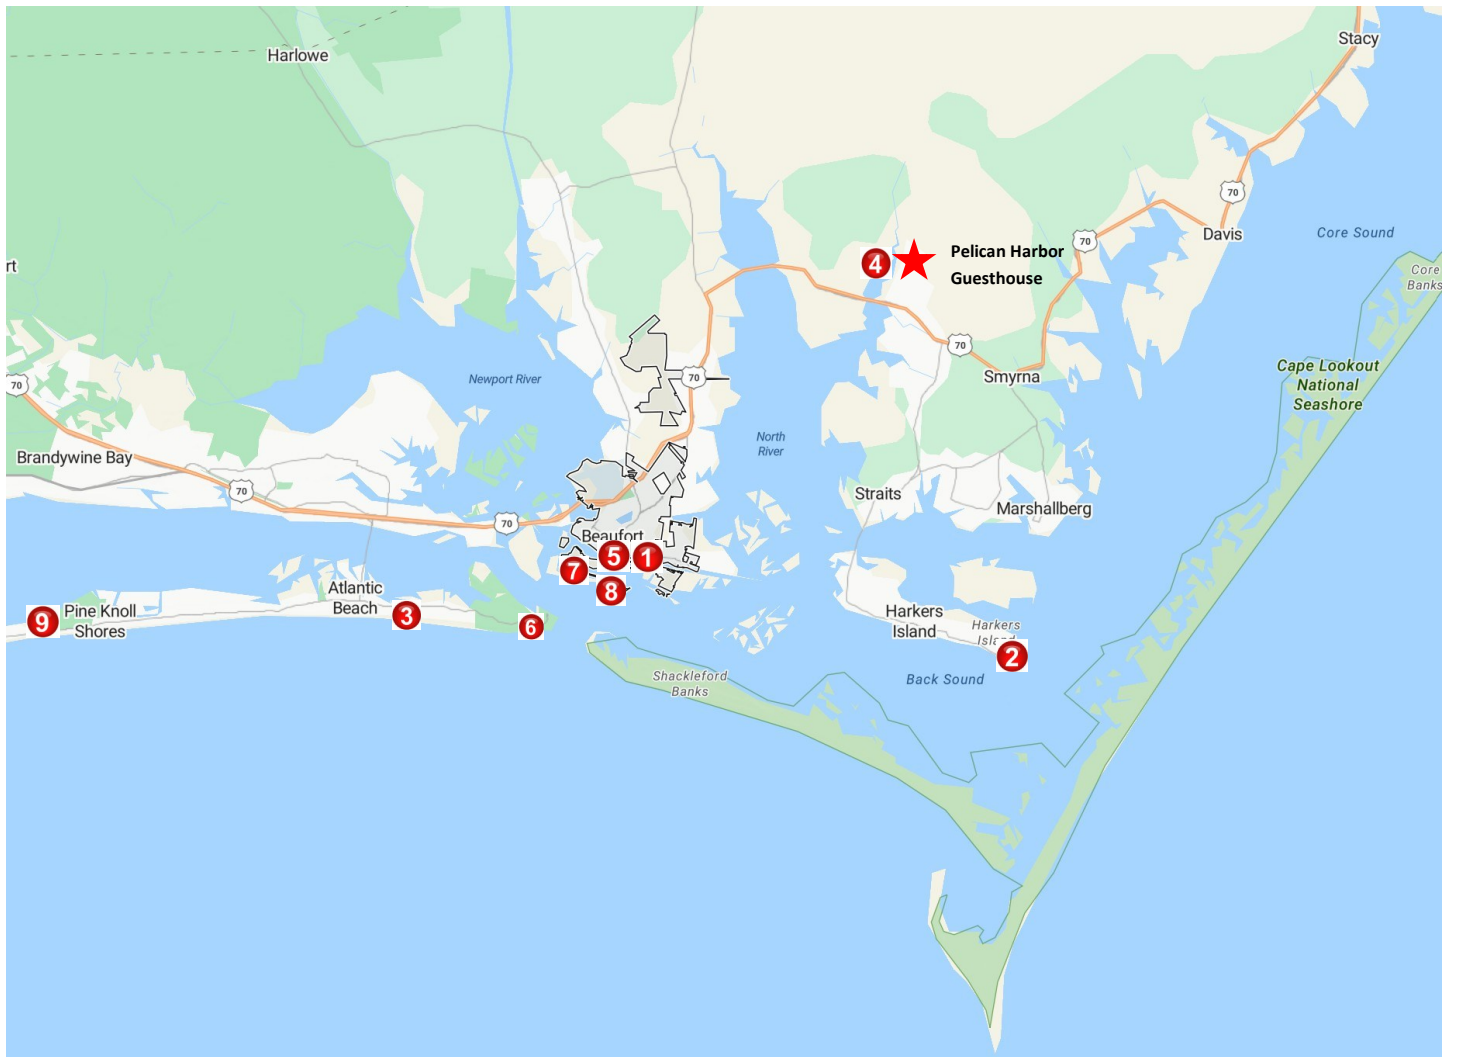 Stacy
Harlowe
70
Davis
Core Sound
4
Pelican Harbor
Guesthouse
70
rt
Core
Banks
70
Newport River
70
70
Smyrna
Cape Lookout
National
Seashore
North
River
Brandywine Bay
70
Straits
Marshallberg
70
Beaufort
5
1
7
8
Atlantic
Beach
3
6
9
Pine Knoll
Shores
Harkers
Island
Harkers
Island
2
Back Sound
Shackleford
Banks